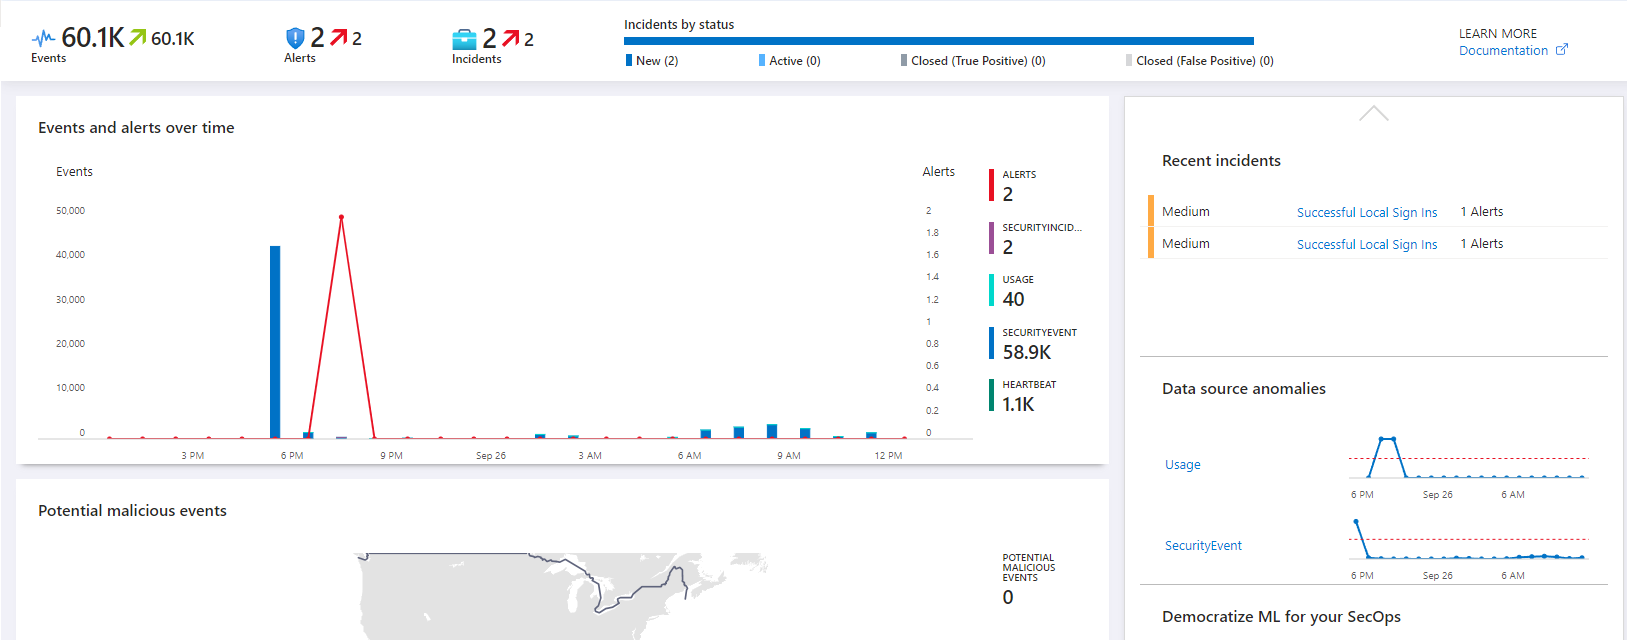 60.1K 60.1K
Events
2 2
Alerts
2 2
Incidents
Incidents by status
New (2)
Active (0)
Closed (True Positive) (0)
Closed (False Positive) (0)
LEARN MORE
Documentation
Events and alerts over time
Events
Alerts
50,000
40,000
30,000
20,000
10,000
0
2
1.8
1.6
1.4
1.2
1
0.8
0.6
0.4
0.2
0
3 PM
6 PM
9 PM
Sep 26
3 AM
6 AM
9 AM
12 PM
ALERTS
2
SECURITYINCID...
2
USAGE
40
SECURITYEVENT
58.9K
HEARTBEAT
1.1K
Potential malicious events
POTENTIAL
MALICIOUS
EVENTS
0
Recent incidents
Medium Successful Local Sign Ins 1 Alerts
Medium Successful Local Sign Ins 1 Alerts
Data source anomalies
Usage
6 PM Sep 26 6 AM
SecurityEvent
6 PM Sep 26 6 AM
Democratize ML for your SecOps